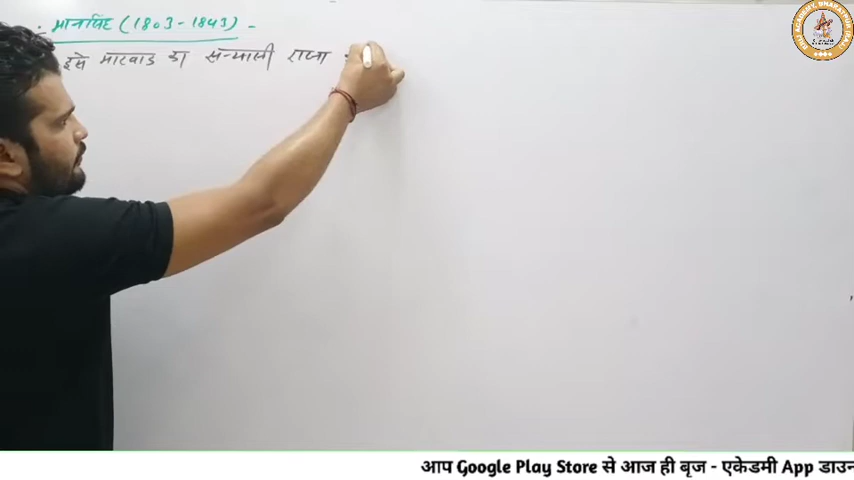 मानसिंह (1803-1843) -
इसे मारवाड का सन्यासी राजा
आप Google Play Store से आज ही बृज - एकेडमी App डाउन